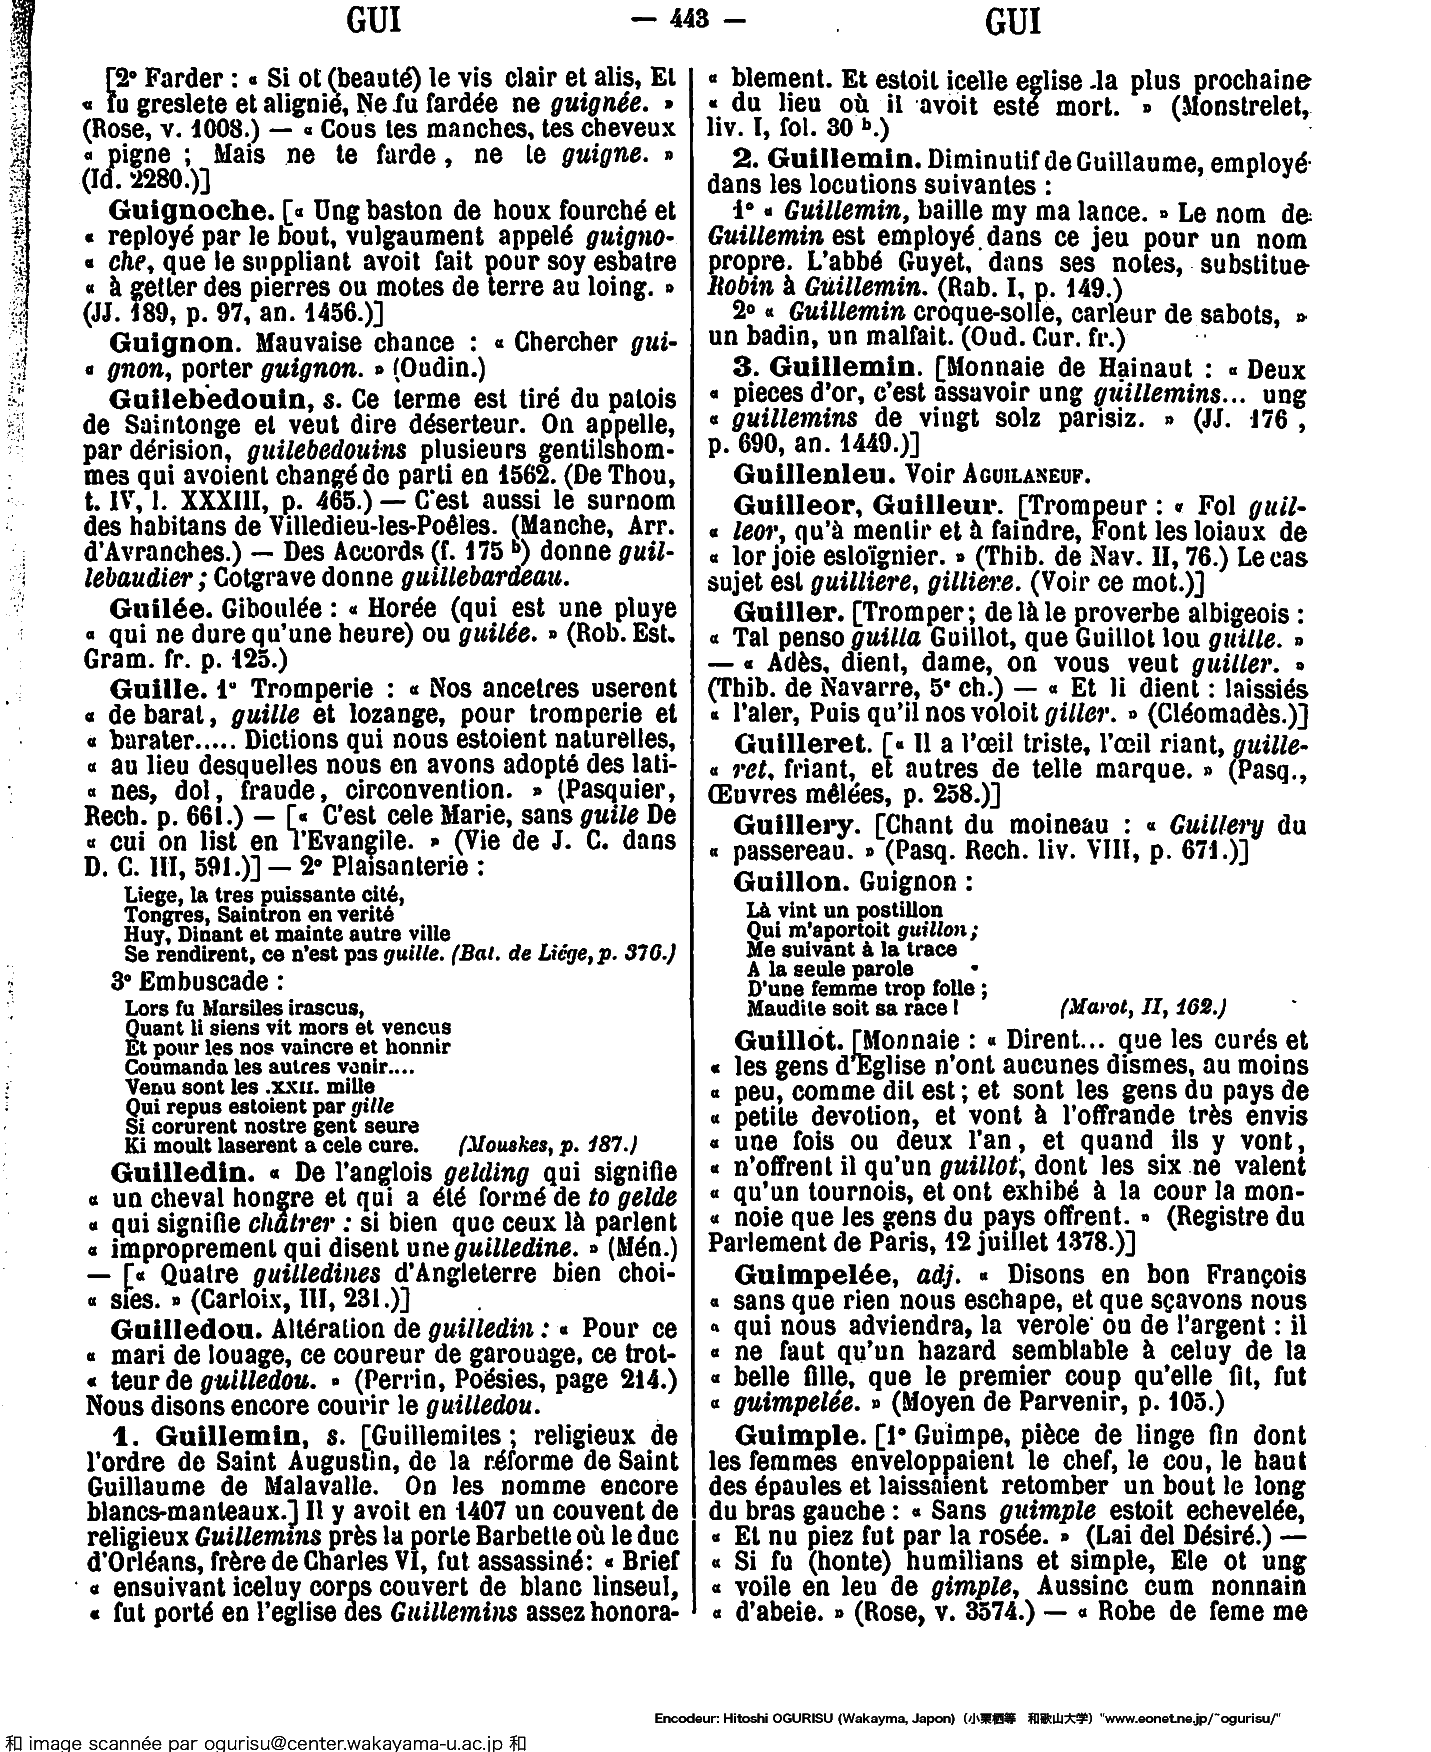 GUI
— 443 —
GUI
[2° Farder : « Si ot (beauté) le vis clair et alis, Et
« fu greslete et alignié, Ne fu fardée ne guignée. »
(Rose, v. 1008.) — « Cous tes manches, tes cheveux
« pigne ; Mais ne te farde, ne te guigne. »
(Id. 2280.)]
Guignoche. [« Ung baston de houx fourché et
« reployé par le bout, vulgaument appelé guigno-
« che, que le suppliant avoit fait pour soy esbatre
« à getter des pierres ou motes de terre au loing. »
(JJ. 189, p. 97, an. 1456.)]
Guignon. Mauvaise chance : « Chercher gui-
« gnon, porter guignon. » (Oudin.)
Guilebedouin, s. Ce terme est tiré du patois
de Saintonge et veut dire déserteur. On appelle,
par dérision, guilebedouins plusieurs gentilshom-
mes qui avoient changé de parti en 1562. (De Thou,
t. IV, l. XXXIII, p. 465.) — C'est aussi le surnom
des habitans de Villedieu-les-Poêles. (Manche, Arr.
d'Avranches.) — Des Accords (f. 175 b) donne guil-
lebaudier ; Cotgrave donne guillebardeau.
Guilée. Giboulée : « Horée (qui est une pluye
« qui ne dure qu'une heure) ou guilée. » (Rob. Est.
Gram. fr. p. 125.)
Guille. 1° Tromperie : « Nos ancetres userent
« de barat, guille et lozange, pour tromperie et
« barater..... Dictions qui nous estoient naturelles,
« au lieu desquelles nous en avons adopté des lati-
« nes, dol, fraude, circonvention. » (Pasquier,
Rech. p. 661.) — [« C'est cele Marie, sans guile De
« cui on list en l'Evangile. » (Vie de J. C. dans
D. C. III, 591.)] — 2° Plaisanterie :
Liege, la tres puissante cité,
Tongres, Saintron en verité
Huy, Dinant et mainte autre ville
Se rendirent, ce n'est pas guille. (Bat. de Liége, p. 376.)
3° Embuscade :
Lors fu Marsiles irascus,
Quant li siens vit mors et vencus
Et pour les nos vaincre et honnir
Coumanda les autres venir....
Venu sont les .XXII. mille
Qui repus estoient par gille
Si corurent nostre gent seure
Ki moult laserent a cele cure. (Mouskes, p. 187.)
Guilledin. « De l'anglois gelding qui signifie
« un cheval hongre et qui a été formé de to gelde
« qui signifie châtrer : si bien que ceux là parlent
« improprement qui disent une guilledine. » (Mén.)
— [« Quatre guilledines d'Angleterre bien choi-
« sies. » (Carloix, III, 231.)]
Guilledou. Altération de guilledin : « Pour ce
« mari de louage, ce coureur de garouage, ce trot-
« teur de guilledou. » (Perrin, Poésies, page 214.)
Nous disons encore courir le guilledou.
1. Guillemin, s. [Guillemites ; religieux de
l'ordre de Saint Augustin, de la réforme de Saint
Guillaume de Malavalle. On les nomme encore
blancs-manteaux.] Il y avoit en 1407 un couvent de
religieux Guillemins près la porte Barbette où le duc
d'Orléans, frère de Charles VI, fut assassiné: « Brief
« ensuivant iceluy corps couvert de blanc linseul,
« fut porté en l'eglise des Guillemins assez honora-
« blement. Et estoit icelle eglise la plus prochaine
« du lieu où il avoit esté mort. » (Monstrelet,
liv. I, fol. 30 b.)
2. Guillemin. Diminutif de Guillaume, employé
dans les locutions suivantes :
1° « Guillemin, baille my ma lance. » Le nom de
Guillemin est employé dans ce jeu pour un nom
propre. L'abbé Guyet, dans ses notes, substitue
Robin à Guillemin. (Rab. I, p. 149.)
2° « Guillemin croque-solle, carleur de sabots, »
un badin, un malfait. (Oud. Cur. fr.)
3. Guillemin. [Monnaie de Hainaut : « Deux
« pieces d'or, c'est assavoir ung guillemins... ung
« guillemins de vingt solz parisiz. » (JJ. 176,
p. 690, an. 1449.)]
Guillenleu. Voir AGUILANEUF.
Guilleor, Guilleur. [Trompeur : « Fol guil-
« leor, qu'à mentir et à faindre, Font les loiaux de
« lor joie esloïgnier. » (Thib. de Nav. II, 76.) Le cas
sujet est guilliere, gilliere. (Voir ce mot.)]
Guiller. [Tromper ; de là le proverbe albigeois :
« Tal penso guilla Guillot, que Guillot lou guille. »
— « Adès, dient, dame, on vous veut guiller. »
(Thib. de Navarre, 5e ch.) — « Et li dient : laissiés
« l'aler, Puis qu'il nos voloit giller. » (Cléomadès.)]
Guilleret. [« Il a l'œil triste, l'œil riant, guille-
« ret, friant, et autres de telle marque. » (Pasq.,
Œuvres mêlées, p. 258.)]
Guillery. [Chant du moineau : « Guillery du
« passereau. » (Pasq. Rech. liv. VIII, p. 671.)]
Guillon. Guignon :
Là vint un postillon
Qui m'aportoit guillon ;
Me suivant à la trace
A la seule parole
D'une femme trop folle ;
Maudite soit sa race ! (Marot, II, 162.)
Guillot. [Monnaie : « Dirent... que les curés et
« les gens d'Eglise n'ont aucunes dismes, au moins
« peu, comme dit est ; et sont les gens du pays de
« petite devotion, et vont à l'offrande très envis
« une fois ou deux l'an, et quand ils y vont,
« n'offrent il qu'un guillot, dont les six ne valent
« qu'un tournois, et ont exhibé à la cour la mon-
« noie que les gens du pays offrent. » (Registre du
Parlement de Paris, 12 juillet 1378.)]
Guimpelée, adj. « Disons en bon François
« sans que rien nous eschape, et que sçavons nous
« qui nous adviendra, la verole ou de l'argent : il
« ne faut qu'un hazard semblable à celuy de la
« belle fille, que le premier coup qu'elle fit, fut
« guimpelée. » (Moyen de Parvenir, p. 105.)
Guimple. [1° Guimpe, pièce de linge fin dont
les femmes enveloppaient le chef, le cou, le haut
des épaules et laissaient retomber un bout le long
du bras gauche : « Sans guimple estoit echevelée,
« Et nu piez fut par la rosée. » (Lai del Désiré.) —
« Si fu (honte) humilians et simple, Ele ot ung
« voile en leu de gimple, Aussinc cum nonnain
« d'abeie. » (Rose, v. 3574.) — « Robe de feme me
Encodeur: Hitoshi OGURISU (Wakayma, Japon) (小栗栖等 和歌山大学) "www.eonet.ne.jp/~ogurisu/"
和 image scannée par ogurisu@center.wakayama-u.ac.jp 和